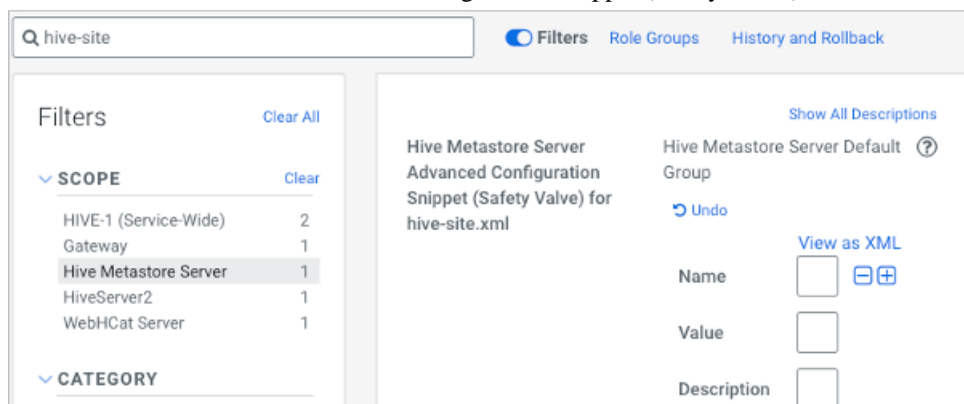 hive-site
Filters Role Groups History and Rollback
Filters Clear All
SCOPE Clear
HIVE-1 (Service-Wide) 2
Gateway 1
Hive Metastore Server 1
HiveServer2 1
WebHCat Server 1
CATEGORY
Show All Descriptions
Hive Metastore Server
Advanced Configuration
Snippet (Safety Valve) for
hive-site.xml
Hive Metastore Server Default
Group
Undo
View as XML
Name
Value
Description